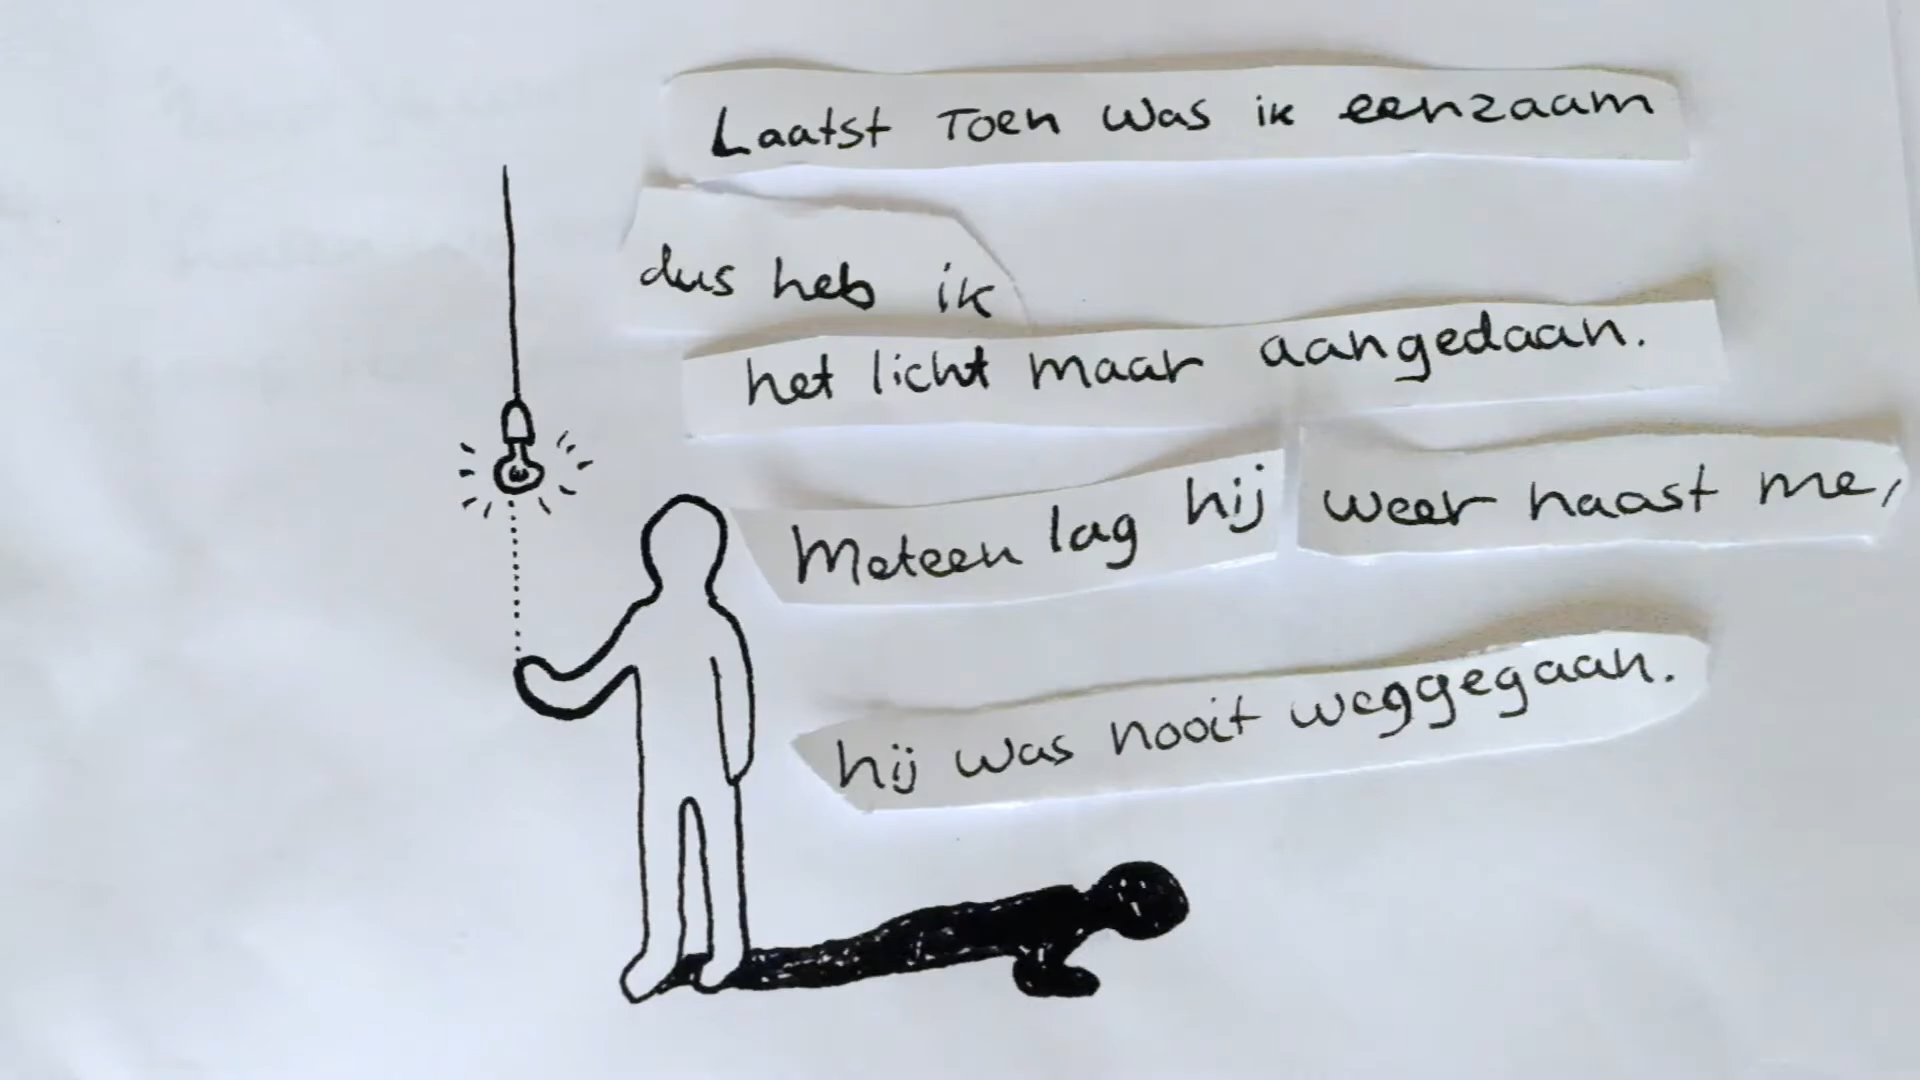 Laatst Toen was ik eenzaam
dus heb ik
het licht maar aangedaan.
Meteen lag hij weer naast me,
hij was nooit weggegaan.